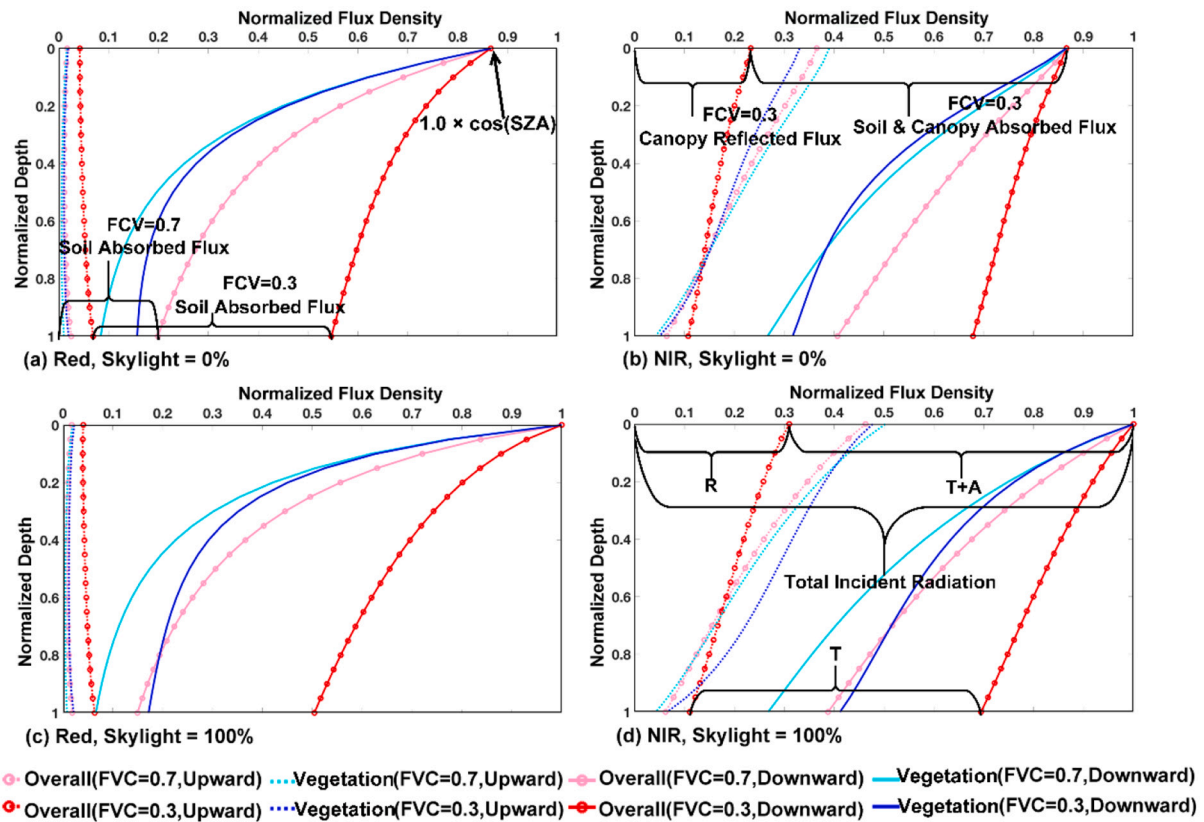 Normalized Flux Density
0 0.1 0.2 0.3 0.4 0.5 0.6 0.7 0.8 0.9 1
Normalized Depth
0
0.2
0.4
0.6
0.8
1
1.0 × cos(SZA)
FCV=0.7
Soil Absorbed Flux
FCV=0.3
Soil Absorbed Flux
(a) Red, Skylight = 0%
Normalized Flux Density
0 0.1 0.2 0.3 0.4 0.5 0.6 0.7 0.8 0.9 1
Normalized Depth
0
0.2
0.4
0.6
0.8
1
FCV=0.3
Canopy Reflected Flux
FCV=0.3
Soil & Canopy Absorbed Flux
(b) NIR, Skylight = 0%
Normalized Flux Density
0 0.1 0.2 0.3 0.4 0.5 0.6 0.7 0.8 0.9 1
Normalized Depth
0
0.2
0.4
0.6
0.8
1
(c) Red, Skylight = 100%
Normalized Flux Density
0 0.1 0.2 0.3 0.4 0.5 0.6 0.7 0.8 0.9 1
Normalized Depth
0
0.2
0.4
0.6
0.8
1
R
T+A
Total Incident Radiation
T
(d) NIR, Skylight = 100%
Overall(FVC=0.7,Upward) Vegetation(FVC=0.7,Upward) Overall(FVC=0.7,Downward) Vegetation(FVC=0.7,Downward)
Overall(FVC=0.3,Upward) Vegetation(FVC=0.3,Upward) Overall(FVC=0.3,Downward) Vegetation(FVC=0.3,Downward)